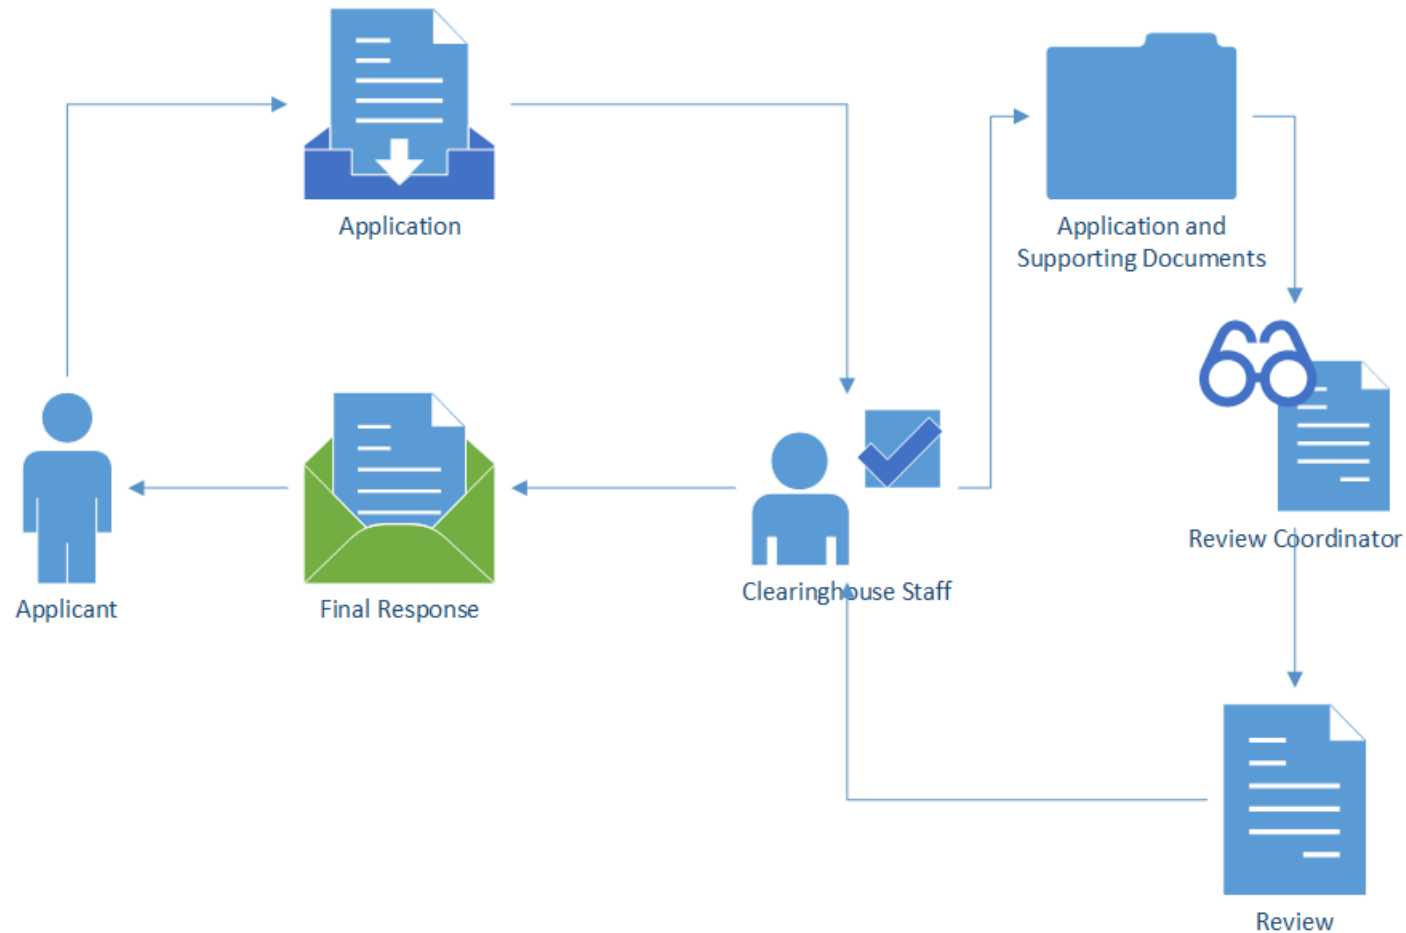 Application
Application and
Supporting Documents
Review Coordinator
Applicant
Final Response
Clearinghouse Staff
Review